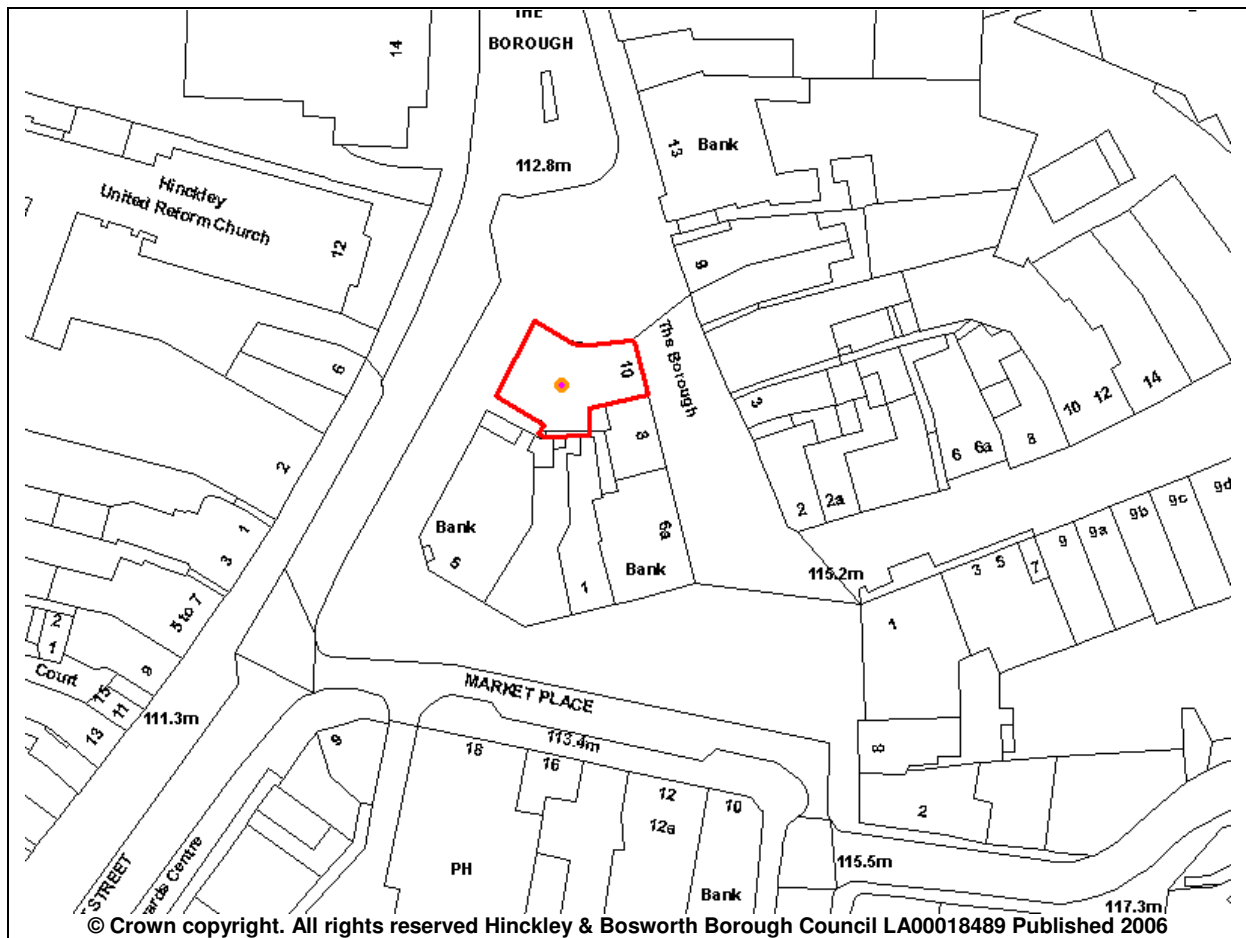 THE
BOROUGH
14
112.8m
13
Bank
Hinckley
United Reform Church
12
9
6
The Borough
10
3
14
12
10
8
8
6a
6
2
1
3
2a
2
Bank
5
6a
Bank
1
9d
9c
9b
9a
9
7
5
3
115.2m
1
5 to 7
2
1
9
Court
15
11
13
111.3m
MARKET PLACE
113.4m
9
18
16
12
12a
10
8
2
PH
Bank
115.5m
117.3m
STREET
ards Centre
© Crown copyright. All rights reserved Hinckley & Bosworth Borough Council LA00018489 Published 2006